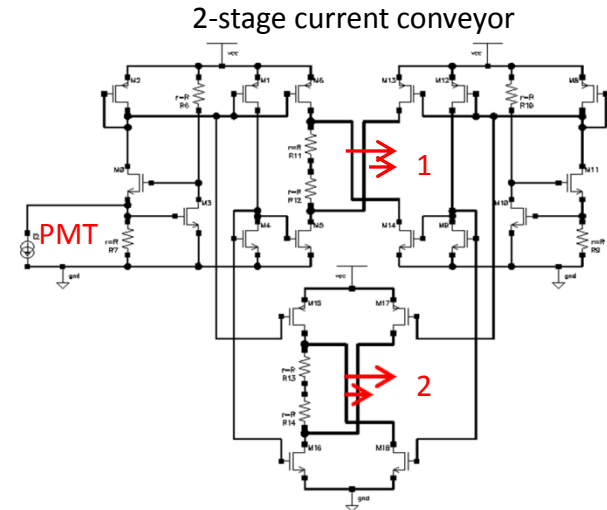 2-stage current conveyor
vcc
vcc
M2
r=R
R6
M1
M6
M13
M12
r=R
R10
M8
r=R
R11
1
M0
r=R
R12
M11
M3
M10
PMT
I2
r=R
R7
M4
M5
M14
M9
r=R
R9
gnd
vcc
gnd
M15
M17
r=R
R13
2
r=R
R14
M16
M18
gnd